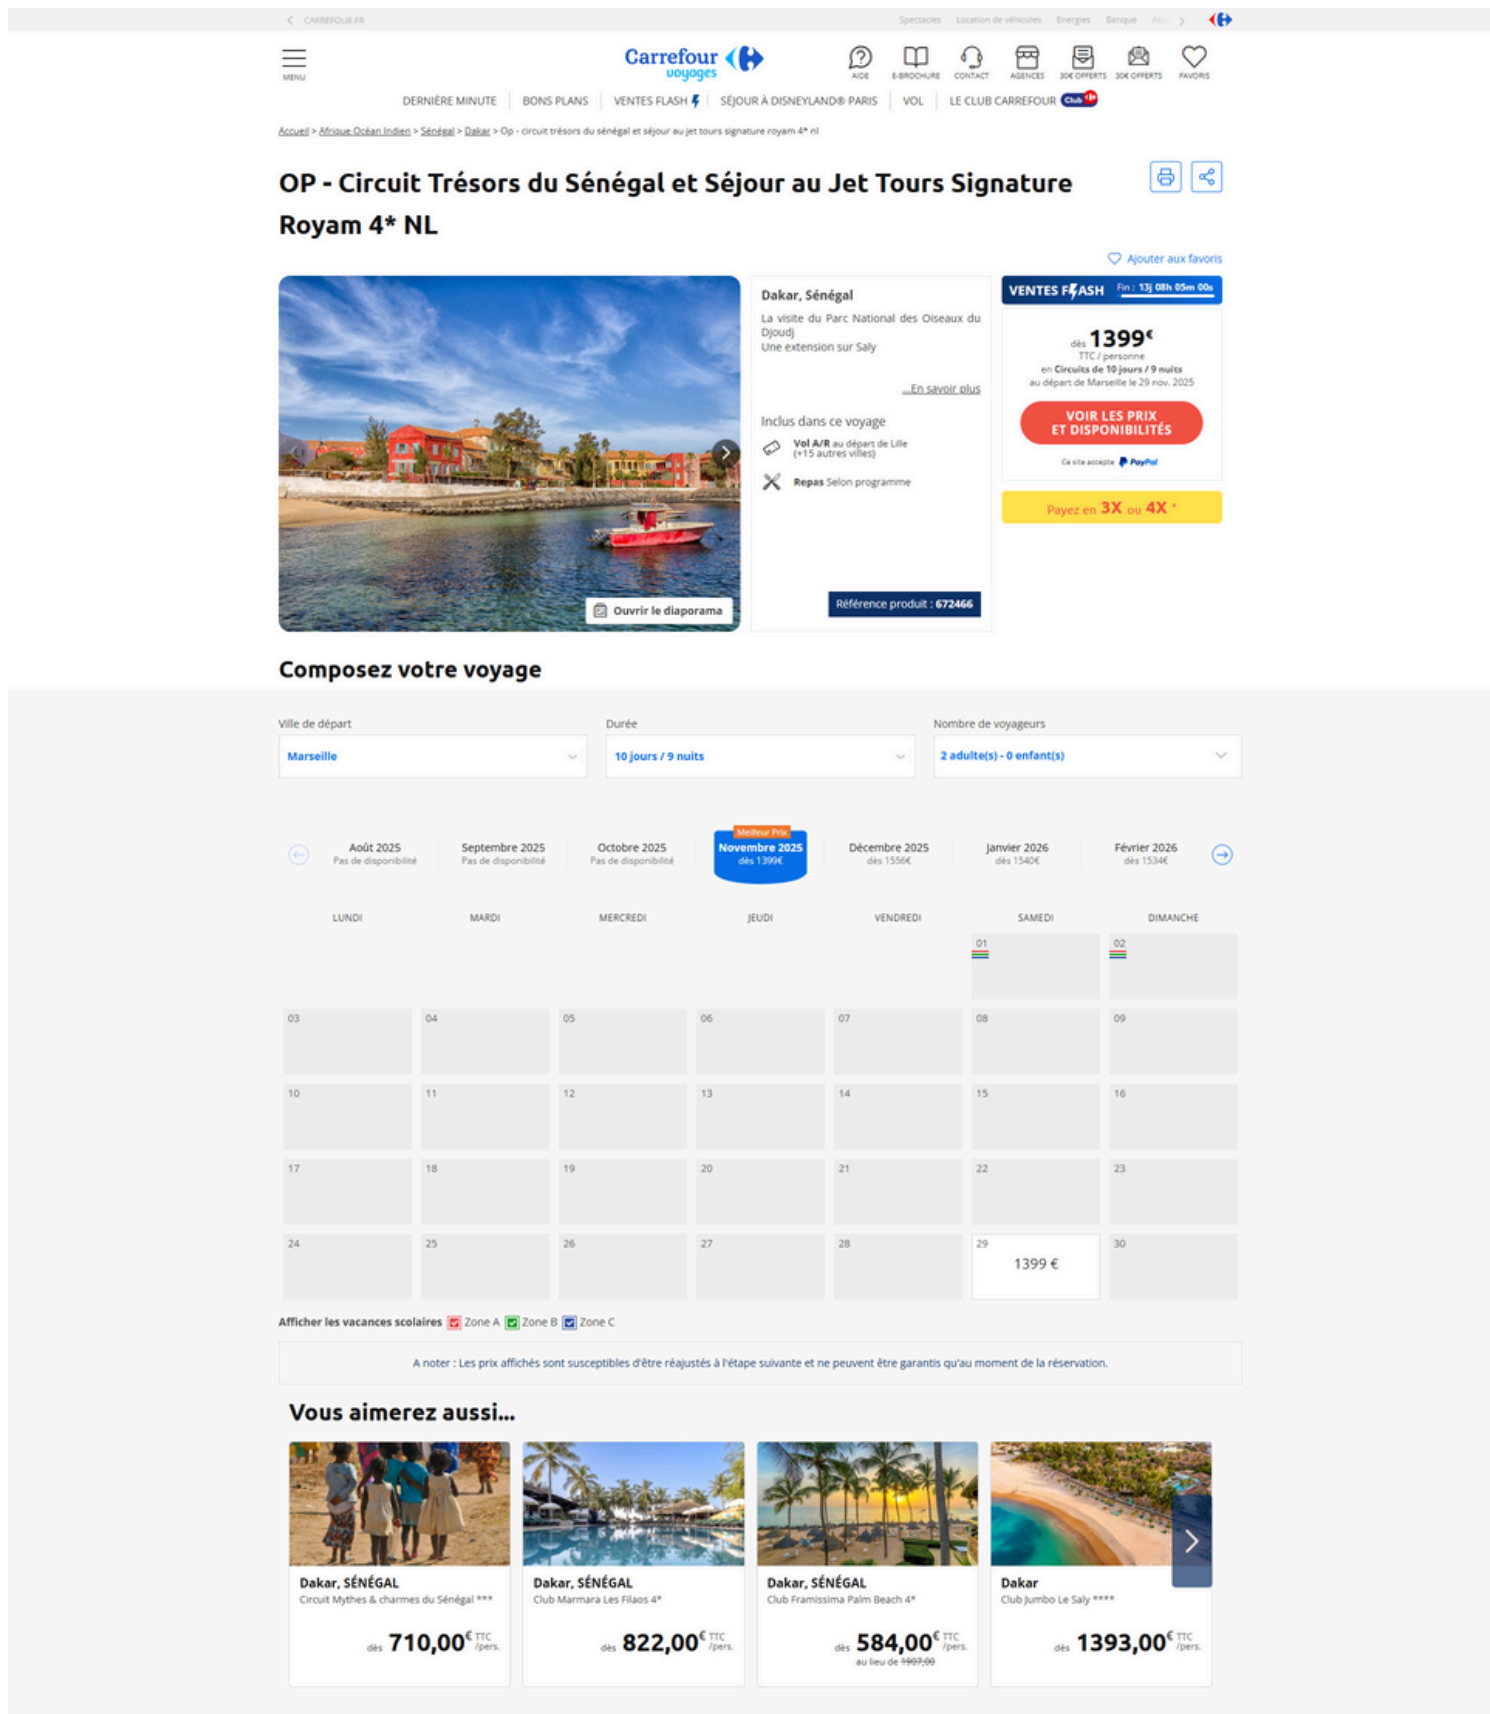 CARREFOUR.FR
Spectacles Location de véhicules Energies Banque
MENU
Carrefour
voyages
AIDE E-BROCHURE CONTACT AGENCES 30€ OFFERTS 30€ OFFERTS FAVORIS
DERNIÈRE MINUTE BONS PLANS VENTES FLASH SÉJOUR À DISNEYLAND® PARIS VOL LE CLUB CARREFOUR Club
Accueil > Afrique Océan Indien > Sénégal > Dakar > Op - circuit trésors du sénégal et séjour au jet tours signature royam 4* nl
OP - Circuit Trésors du Sénégal et Séjour au Jet Tours Signature
Royam 4* NL
Ajouter aux favoris
Dakar, Sénégal
La visite du Parc National des Oiseaux du
Djoudj
Une extension sur Saly
...En savoir plus
Inclus dans ce voyage
Vol A/R au départ de Lille
(+15 autres villes)
Repas Selon programme
Référence produit : 672466
Ouvrir le diaporama
VENTES FLASH Fin : 13j 08h 05m 00s
dès 1399€
TTC / personne
en Circuits de 10 jours / 9 nuits
au départ de Marseille le 29 nov. 2025
VOIR LES PRIX
ET DISPONIBILITÉS
Ce site accepte PayPal
Payez en 3X ou 4X *
Composez votre voyage
Ville de départ Durée Nombre de voyageurs
Marseille 10 jours / 9 nuits 2 adulte(s) - 0 enfant(s)
Meilleur Prix
Août 2025 Septembre 2025 Octobre 2025 Novembre 2025 Décembre 2025 Janvier 2026 Février 2026
Pas de disponibilité Pas de disponibilité Pas de disponibilité dès 1399€ dès 1556€ dès 1540€ dès 1534€
LUNDI MARDI MERCREDI JEUDI VENDREDI SAMEDI DIMANCHE
01 02
03 04 05 06 07 08 09
10 11 12 13 14 15 16
17 18 19 20 21 22 23
24 25 26 27 28 29 30
1399 €
Afficher les vacances scolaires Zone A Zone B Zone C
A noter : Les prix affichés sont susceptibles d'être réajustés à l'étape suivante et ne peuvent être garantis qu'au moment de la réservation.
Vous aimerez aussi...
Dakar, SÉNÉGAL
Circuit Mythes & charmes du Sénégal ***
dès 710,00€ TTC /pers.
Dakar, SÉNÉGAL
Club Marmara Les Filaos 4*
dès 822,00€ TTC /pers.
Dakar, SÉNÉGAL
Club Framissima Palm Beach 4*
dès 584,00€ TTC /pers.
au lieu de 1907,00
Dakar
Club Jumbo Le Saly ****
dès 1393,00€ TTC /pers.